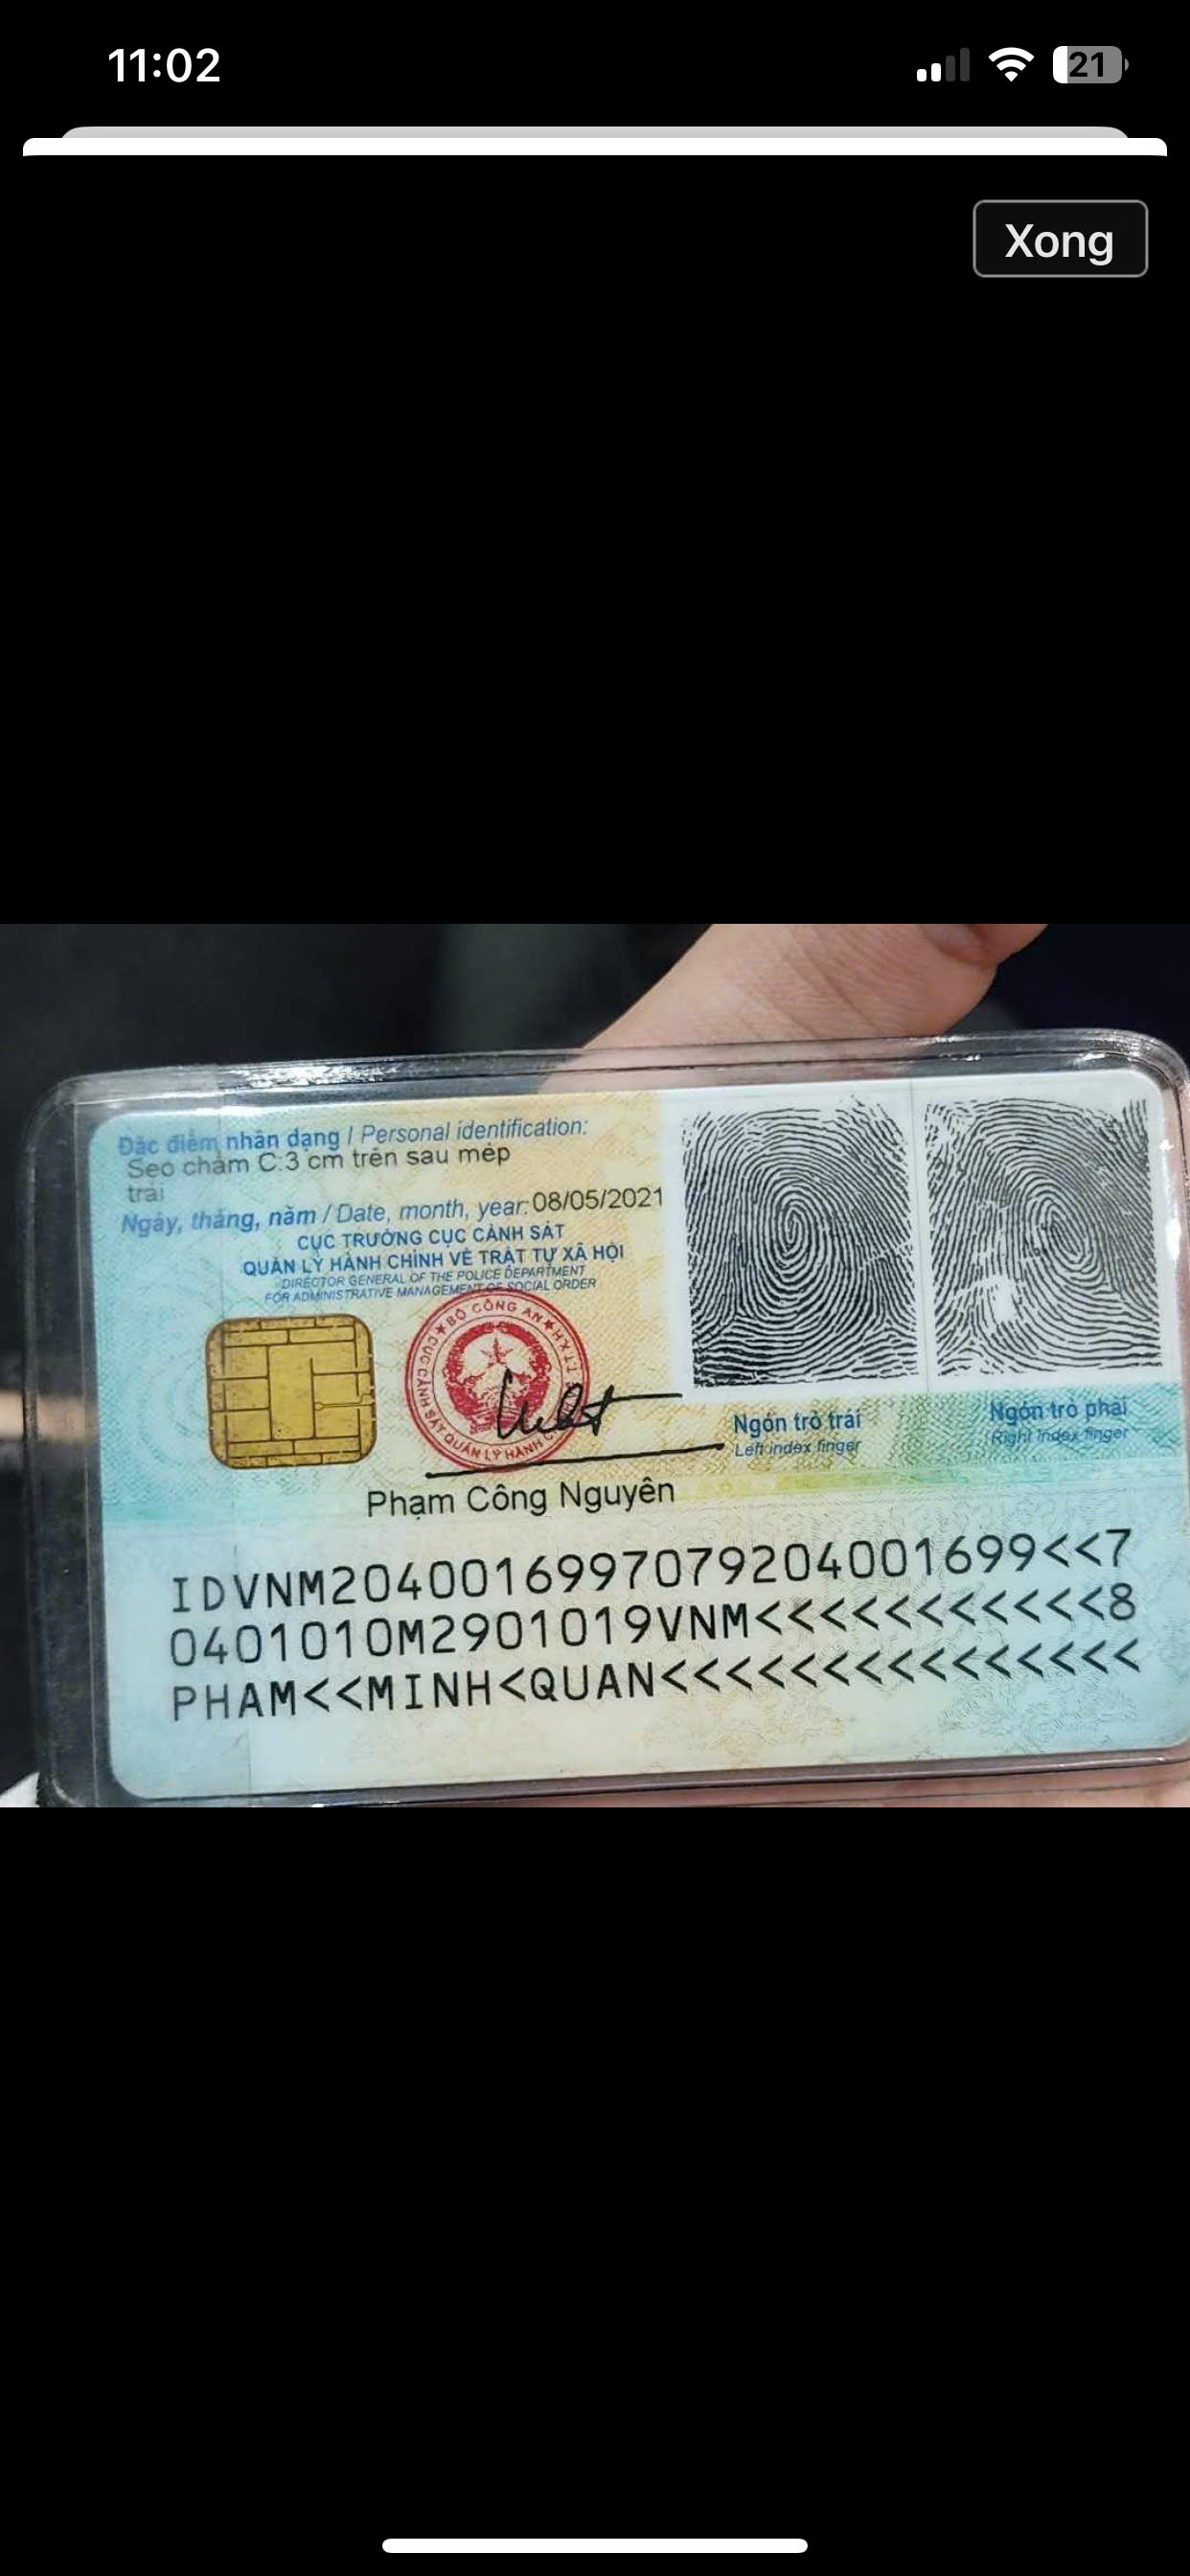 11:02
21
Xong
Đặc điểm nhân dạng / Personal identification:
Sẹo chấm C:3 cm trên sau mép
trái
Ngày, tháng, năm / Date, month, year: 08/05/2021
CỤC TRƯỞNG CỤC CẢNH SÁT
QUẢN LÝ HÀNH CHÍNH VỀ TRẬT TỰ XÃ HỘI
DIRECTOR GENERAL OF THE POLICE DEPARTMENT
FOR ADMINISTRATIVE MANAGEMENT OF SOCIAL ORDER
BỘ CÔNG AN
CỤC CẢNH SÁT QUẢN LÝ HÀNH
Ngón trỏ trái
Left index finger
Ngón trỏ phải
Right index finger
Phạm Công Nguyên
IDVNM2040016997079204001699<<7
0401010M2901019VNM<<<<<<<<<<<8
PHAM<<MINH<QUAN<<<<<<<<<<<<<<<